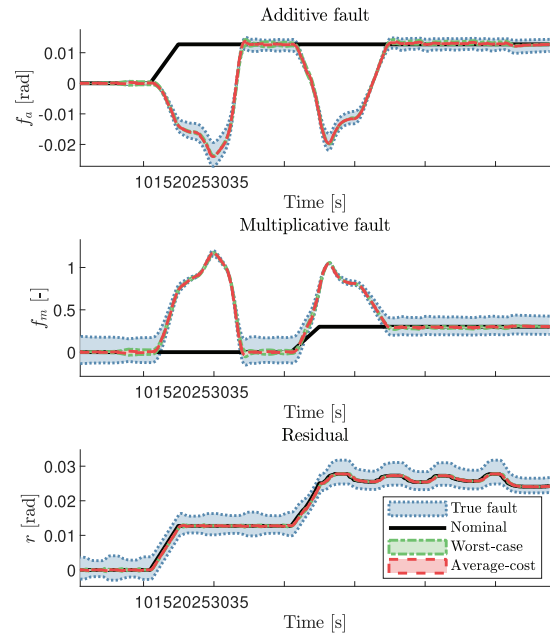 Additive fault
0.01
0
-0.01
-0.02
f_a [rad]
101520253035
Time [s]
Multiplicative fault
1
0.5
0
f_m [-]
101520253035
Time [s]
Residual
0.03
0.02
0.01
0
r [rad]
True fault
Nominal
Worst-case
Average-cost
101520253035
Time [s]